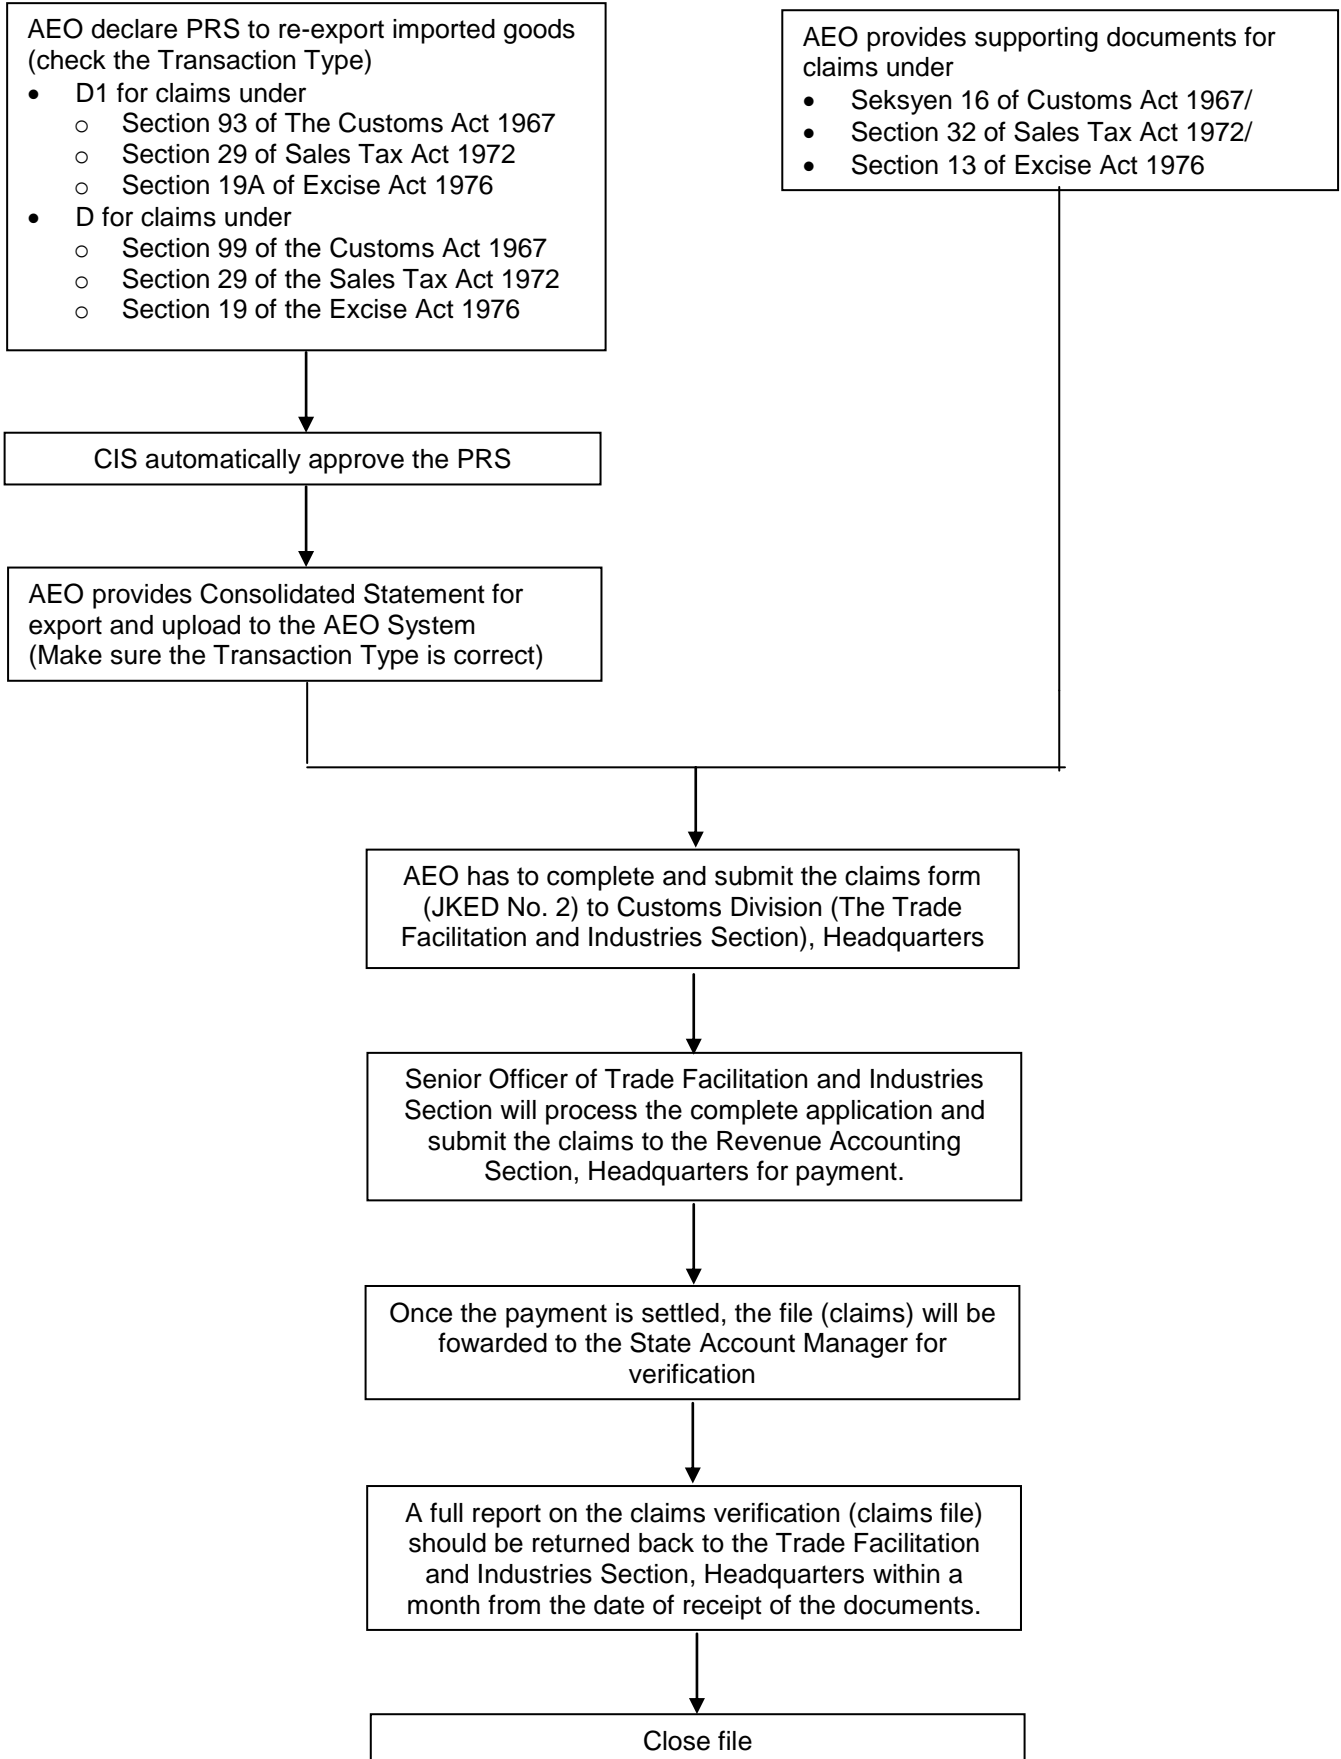 AEO declare PRS to re-export imported goods
(check the Transaction Type)
• D1 for claims under
o Section 93 of The Customs Act 1967
o Section 29 of Sales Tax Act 1972
o Section 19A of Excise Act 1976
• D for claims under
o Section 99 of the Customs Act 1967
o Section 29 of the Sales Tax Act 1972
o Section 19 of the Excise Act 1976
AEO provides supporting documents for
claims under
• Seksyen 16 of Customs Act 1967/
• Section 32 of Sales Tax Act 1972/
• Section 13 of Excise Act 1976
CIS automatically approve the PRS
AEO provides Consolidated Statement for
export and upload to the AEO System
(Make sure the Transaction Type is correct)
AEO has to complete and submit the claims form
(JKED No. 2) to Customs Division (The Trade
Facilitation and Industries Section), Headquarters
Senior Officer of Trade Facilitation and Industries
Section will process the complete application and
submit the claims to the Revenue Accounting
Section, Headquarters for payment.
Once the payment is settled, the file (claims) will be
fowarded to the State Account Manager for
verification
A full report on the claims verification (claims file)
should be returned back to the Trade Facilitation
and Industries Section, Headquarters within a
month from the date of receipt of the documents.
Close file